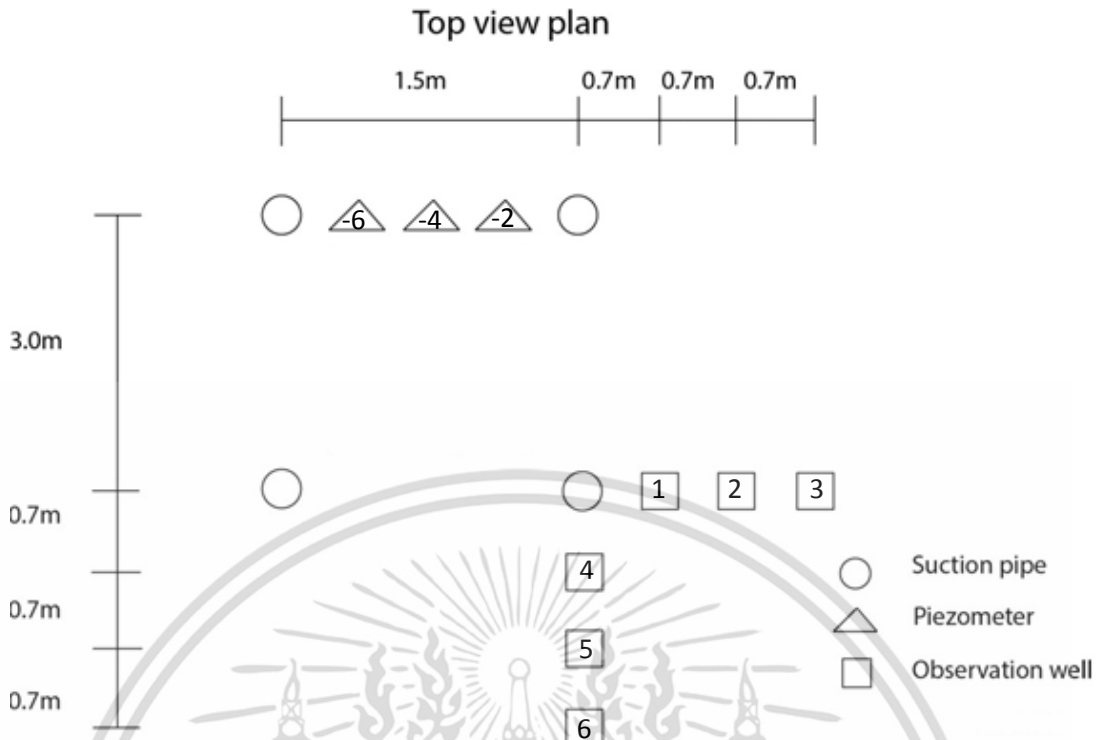 Top view plan
1.5m 0.7m 0.7m 0.7m
-6 -4 -2
3.0m
1 2 3
0.7m
4
Suction pipe
0.7m
Piezometer
5
Observation well
0.7m
6